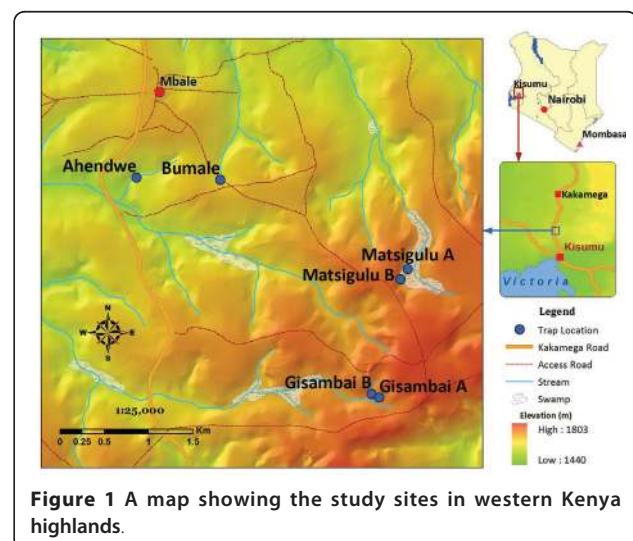 Mbale
Ahendwe
Bumale
Matsigulu A
Matsigulu B
Gisambai B
Gisambai A
N
W
E
S
1:25,000
Km
0 0.25 0.5 1 1.5
Kisumu
Nairobi
Mombasa
Kakamega
Kisumu
Victoria
Legend
Trap Location
Kakamega Road
Access Road
Stream
Swamp
Elevation (m)
High : 1803
Low : 1440
Figure 1 A map showing the study sites in western Kenya
highlands.